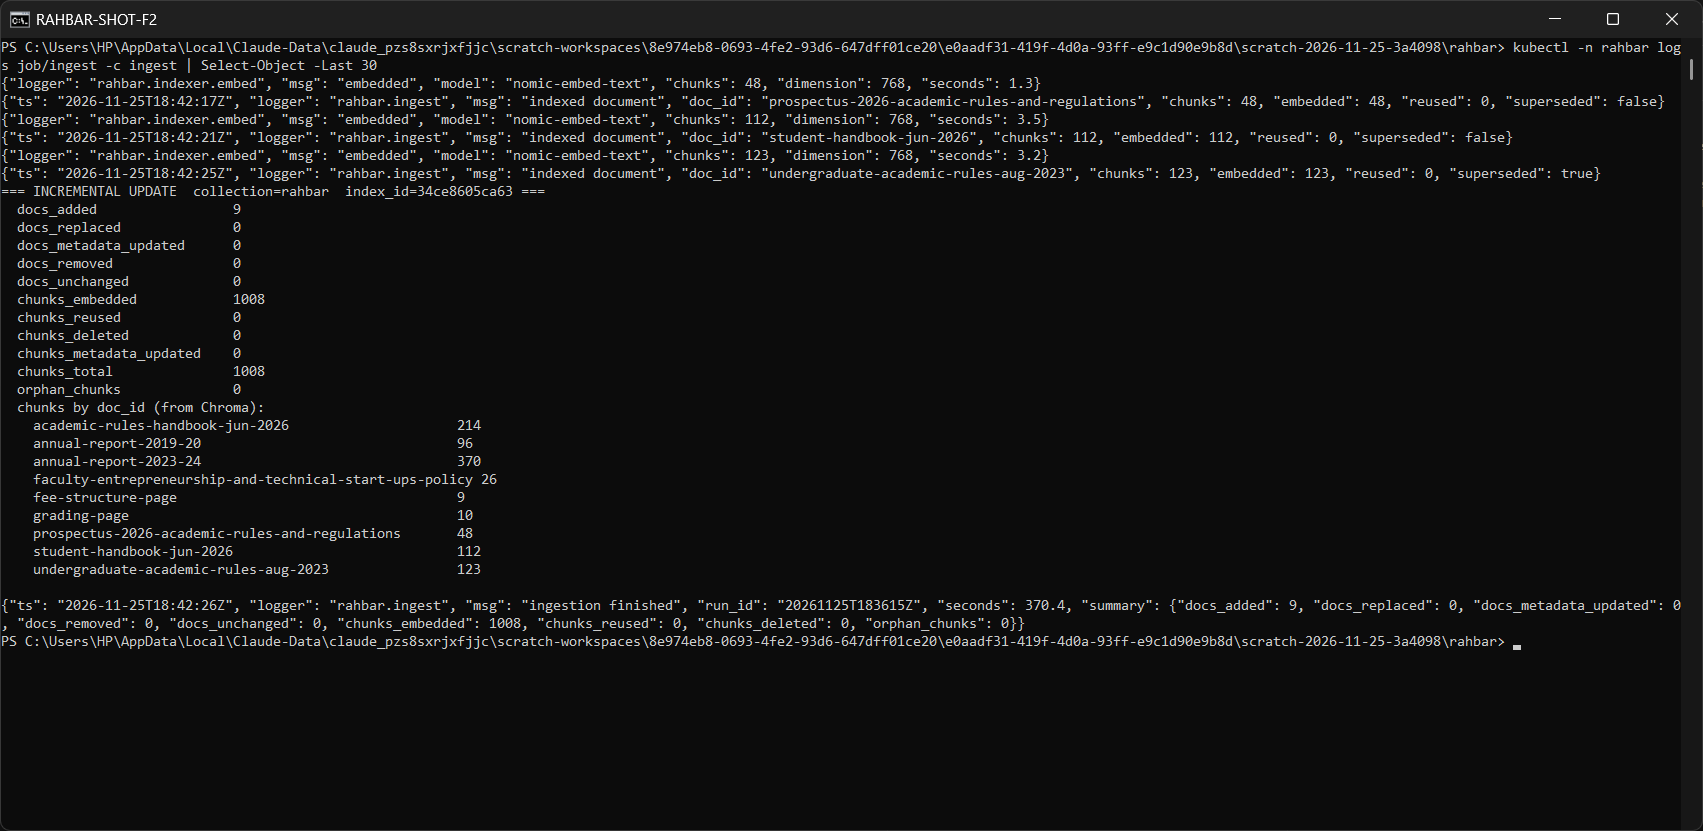 RAHBAR-SHOT-F2
PS C:\Users\HP\AppData\Local\Claude-Data\claude_pzs8sxrjxfjjc\scratch-workspaces\8e974eb8-0693-4fe2-93d6-647dff01ce20\e0aadf31-419f-4d0a-93ff-e9c1d90e9b8d\scratch-2026-11-25-3a4098\rahbar> kubectl -n rahbar log
s job/ingest -c ingest | Select-Object -Last 30
{"logger": "rahbar.indexer.embed", "msg": "embedded", "model": "nomic-embed-text", "chunks": 48, "dimension": 768, "seconds": 1.3}
{"ts": "2026-11-25T18:42:17Z", "logger": "rahbar.ingest", "msg": "indexed document", "doc_id": "prospectus-2026-academic-rules-and-regulations", "chunks": 48, "embedded": 48, "reused": 0, "superseded": false}
{"logger": "rahbar.indexer.embed", "msg": "embedded", "model": "nomic-embed-text", "chunks": 112, "dimension": 768, "seconds": 3.5}
{"ts": "2026-11-25T18:42:21Z", "logger": "rahbar.ingest", "msg": "indexed document", "doc_id": "student-handbook-jun-2026", "chunks": 112, "embedded": 112, "reused": 0, "superseded": false}
{"logger": "rahbar.indexer.embed", "msg": "embedded", "model": "nomic-embed-text", "chunks": 123, "dimension": 768, "seconds": 3.2}
{"ts": "2026-11-25T18:42:25Z", "logger": "rahbar.ingest", "msg": "indexed document", "doc_id": "undergraduate-academic-rules-aug-2023", "chunks": 123, "embedded": 123, "reused": 0, "superseded": true}
=== INCREMENTAL UPDATE  collection=rahbar  index_id=34ce8605ca63 ===
  docs_added                 9
  docs_replaced              0
  docs_metadata_updated      0
  docs_removed               0
  docs_unchanged             0
  chunks_embedded            1008
  chunks_reused              0
  chunks_deleted             0
  chunks_metadata_updated    0
  chunks_total               1008
  orphan_chunks              0
  chunks by doc_id (from Chroma):
    academic-rules-handbook-jun-2026                     214
    annual-report-2019-20                                96
    annual-report-2023-24                                370
    faculty-entrepreneurship-and-technical-start-ups-policy 26
    fee-structure-page                                   9
    grading-page                                         10
    prospectus-2026-academic-rules-and-regulations       48
    student-handbook-jun-2026                            112
    undergraduate-academic-rules-aug-2023                123
{"ts": "2026-11-25T18:42:26Z", "logger": "rahbar.ingest", "msg": "ingestion finished", "run_id": "20261125T183615Z", "seconds": 370.4, "summary": {"docs_added": 9, "docs_replaced": 0, "docs_metadata_updated": 0
, "docs_removed": 0, "docs_unchanged": 0, "chunks_embedded": 1008, "chunks_reused": 0, "chunks_deleted": 0, "orphan_chunks": 0}}
PS C:\Users\HP\AppData\Local\Claude-Data\claude_pzs8sxrjxfjjc\scratch-workspaces\8e974eb8-0693-4fe2-93d6-647dff01ce20\e0aadf31-419f-4d0a-93ff-e9c1d90e9b8d\scratch-2026-11-25-3a4098\rahbar>